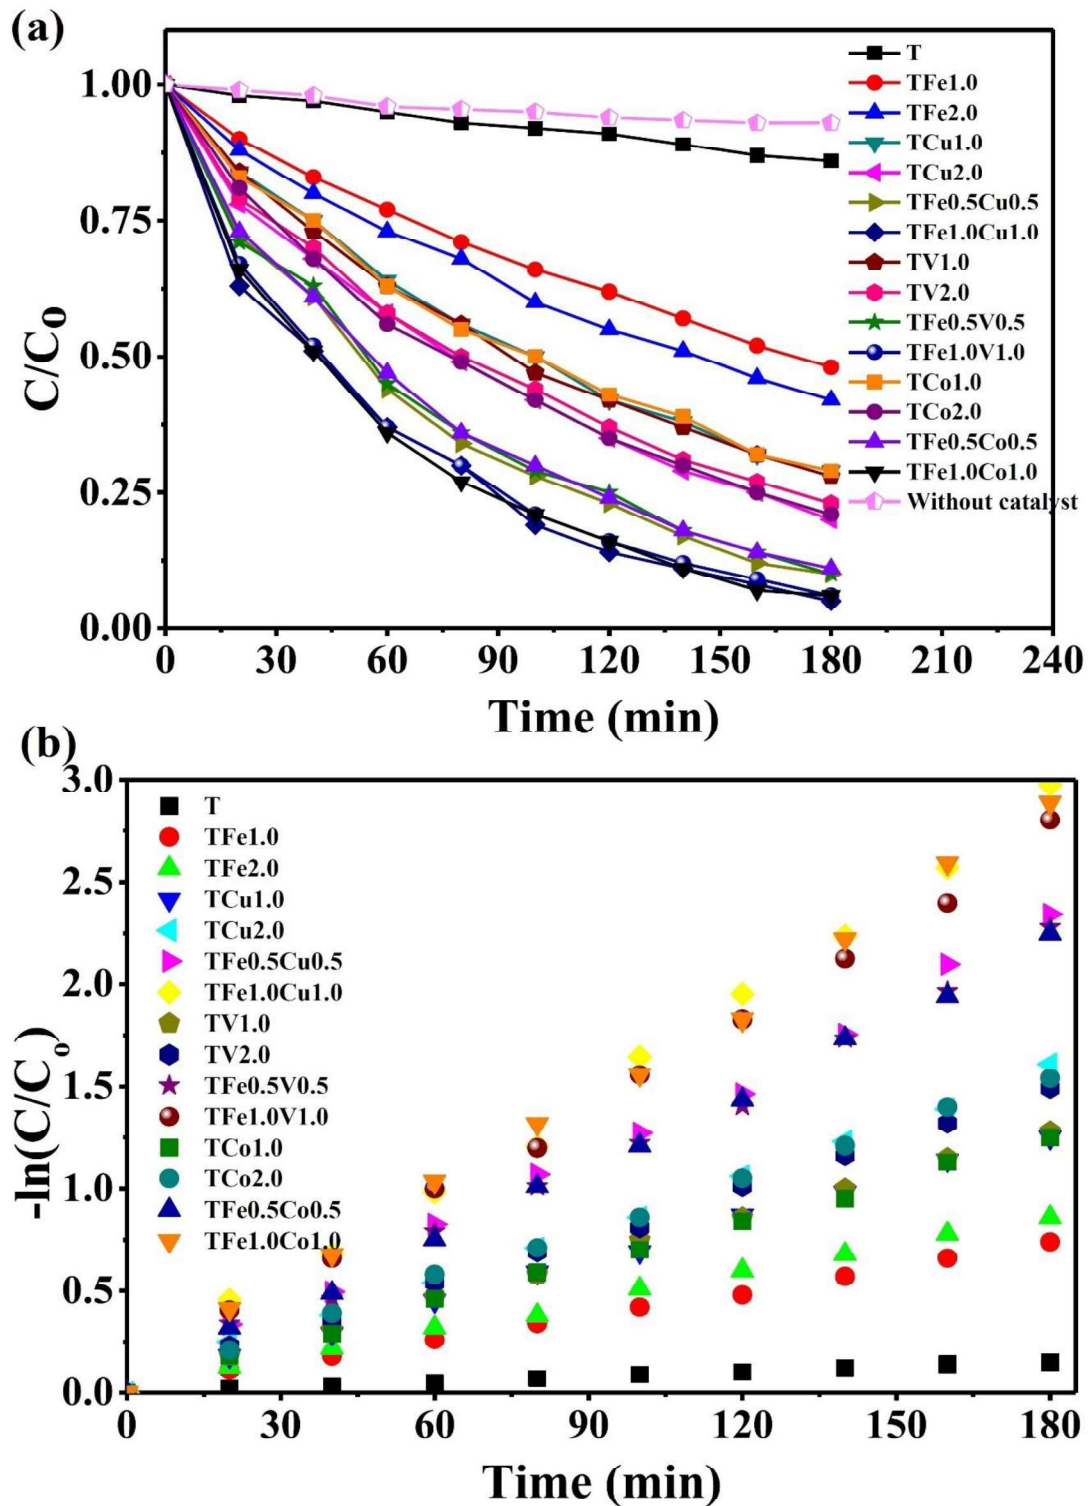 (a)
C/Co
1.00
0.75
0.50
0.25
0.00
T
TFe1.0
TFe2.0
TCu1.0
TCu2.0
TFe0.5Cu0.5
TFe1.0Cu1.0
TV1.0
TV2.0
TFe0.5V0.5
TFe1.0V1.0
TCo1.0
TCo2.0
TFe0.5Co0.5
TFe1.0Co1.0
Without catalyst
0 30 60 90 120 150 180 210 240
Time (min)
(b)
-ln(C/Co)
3.0
2.5
2.0
1.5
1.0
0.5
0.0
T
TFe1.0
TFe2.0
TCu1.0
TCu2.0
TFe0.5Cu0.5
TFe1.0Cu1.0
TV1.0
TV2.0
TFe0.5V0.5
TFe1.0V1.0
TCo1.0
TCo2.0
TFe0.5Co0.5
TFe1.0Co1.0
0 30 60 90 120 150 180
Time (min)